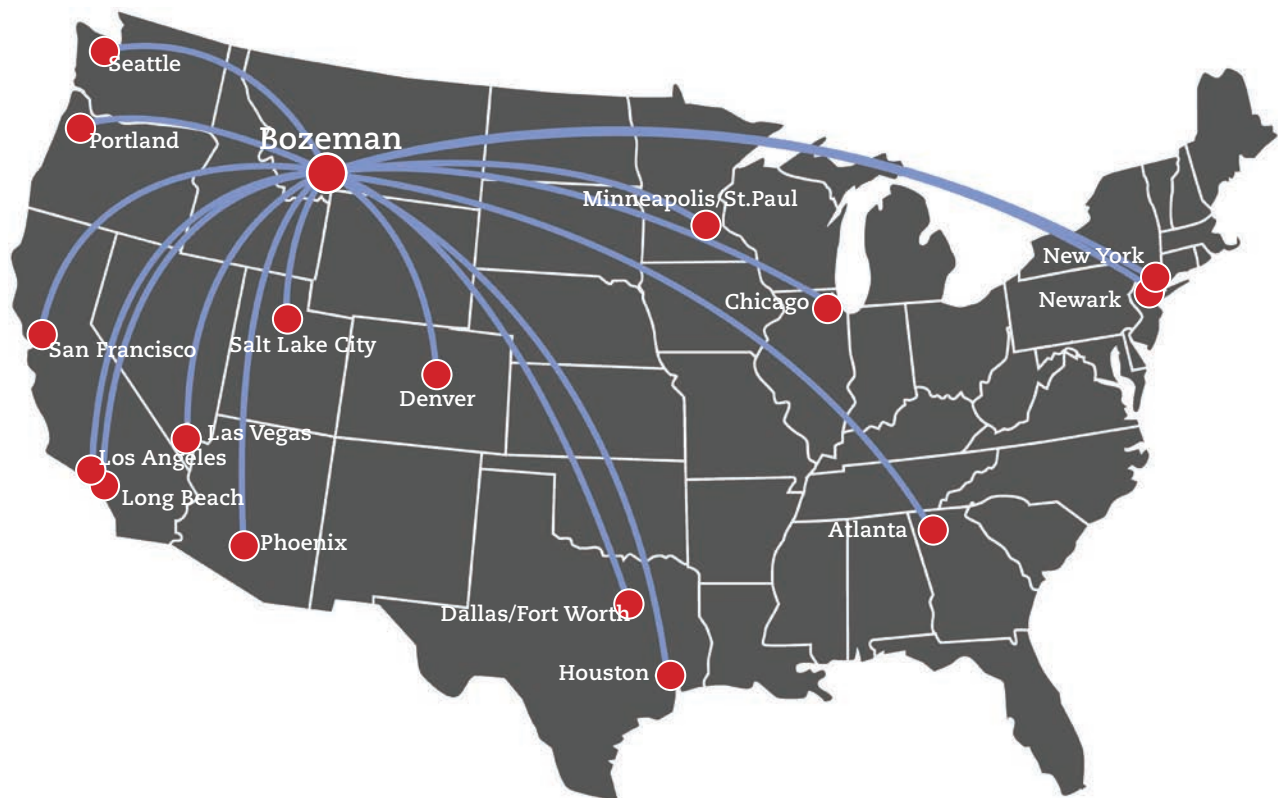 Seattle
Portland
Bozeman
Minneapolis/St.Paul
New York
Newark
Chicago
San Francisco
Salt Lake City
Denver
Las Vegas
Los Angeles
Long Beach
Phoenix
Atlanta
Dallas/Fort Worth
Houston